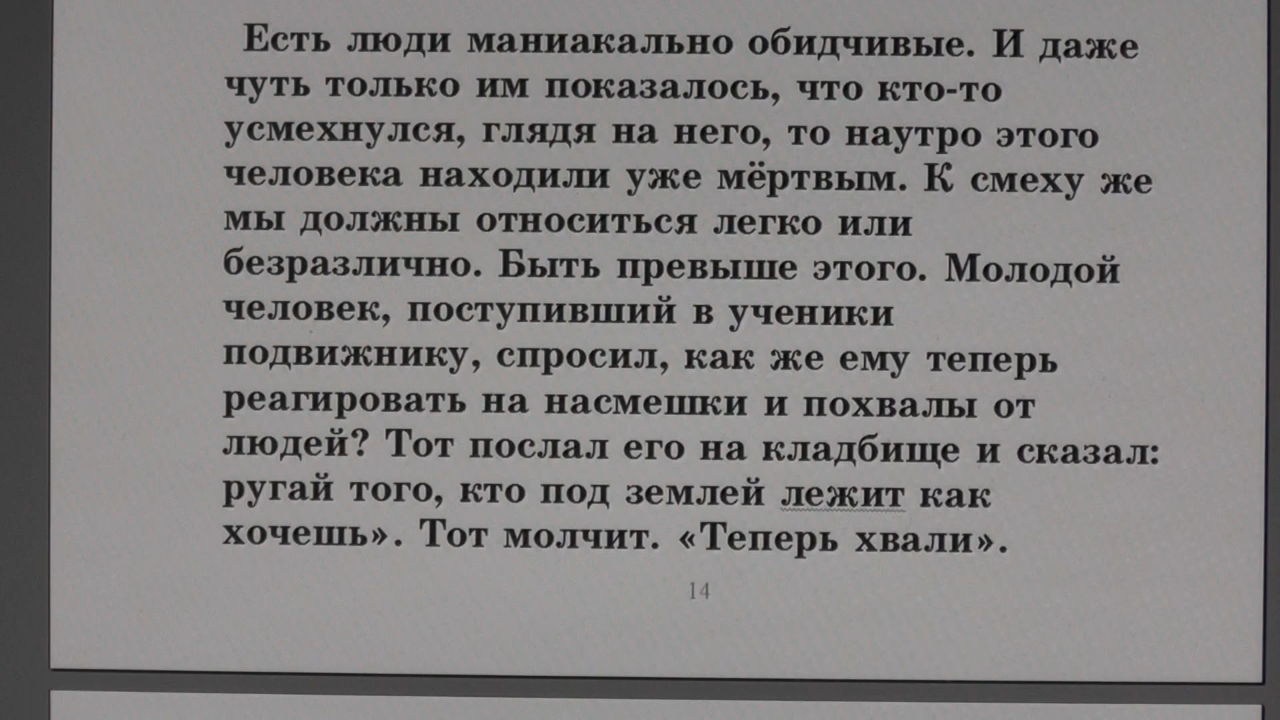 Есть люди маниакально обидчивые. И даже
чуть только им показалось, что кто-то
усмехнулся, глядя на него, то наутро этого
человека находили уже мёртвым. К смеху же
мы должны относиться легко или
безразлично. Быть превыше этого. Молодой
человек, поступивший в ученики
подвижнику, спросил, как же ему теперь
реагировать на насмешки и похвалы от
людей? Тот послал его на кладбище и сказал:
ругай того, кто под землей лежит как
хочешь». Тот молчит. «Теперь хвали».
14